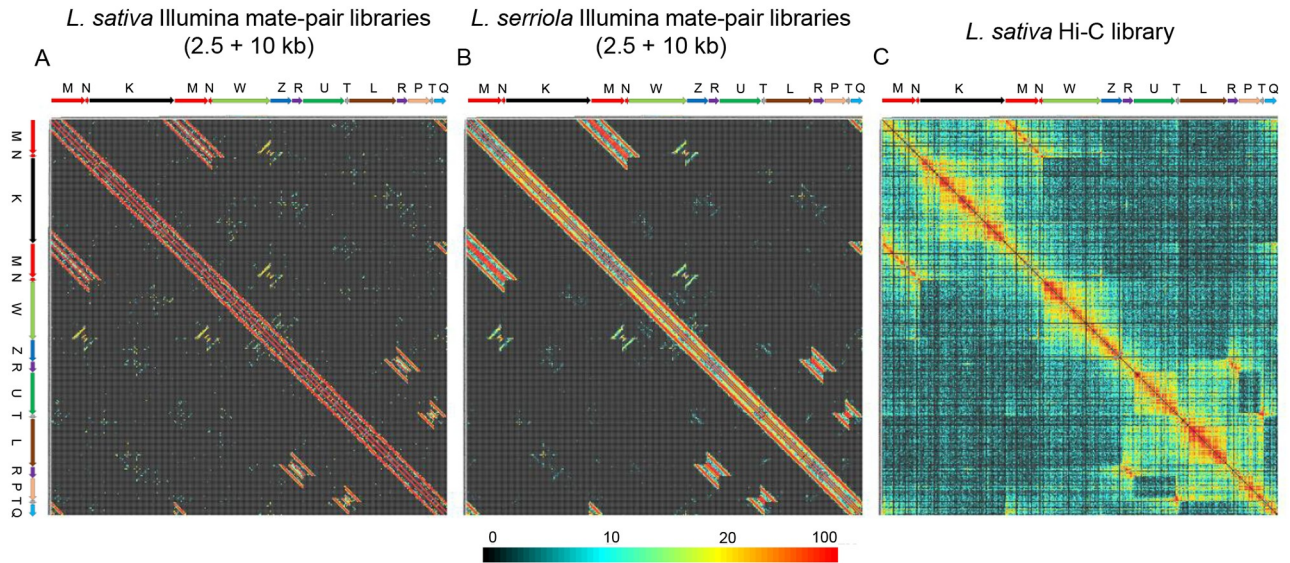 L. sativa Illumina mate-pair libraries
(2.5 + 10 kb)
L. serriola Illumina mate-pair libraries
(2.5 + 10 kb)
L. sativa Hi-C library
A
B
C
M N K M N W Z R U T L R P T Q
M N K M N W Z R U T L R P T Q
M N K M N W Z R U T L R P T Q
M
N
K
M
N
W
Z
R
U
T
L
R
P
T
Q
0 10 20 100